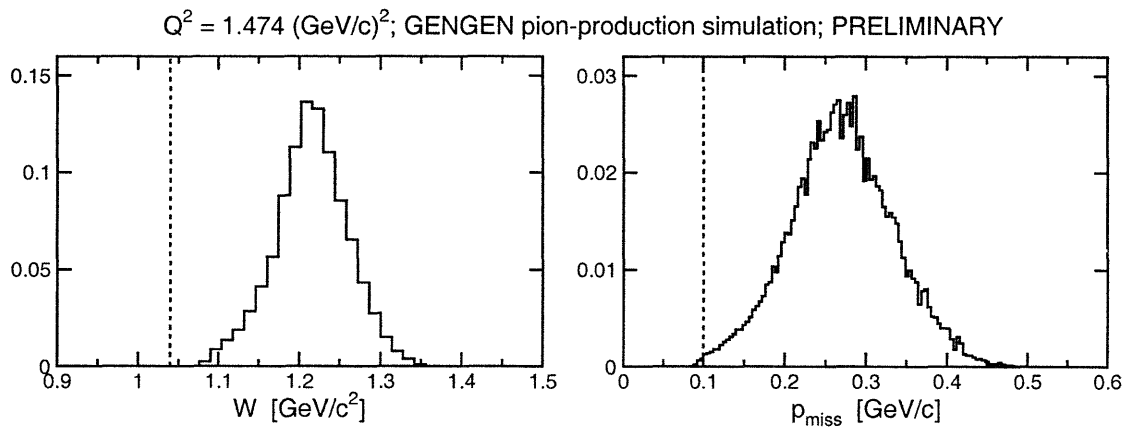 Q² = 1.474 (GeV/c)²; GENGEN pion-production simulation; PRELIMINARY
0.15
0.1
0.05
0
0.9 1 1.1 1.2 1.3 1.4 1.5
W [GeV/c²]
0.03
0.02
0.01
0
0 0.1 0.2 0.3 0.4 0.5 0.6
p_miss [GeV/c]